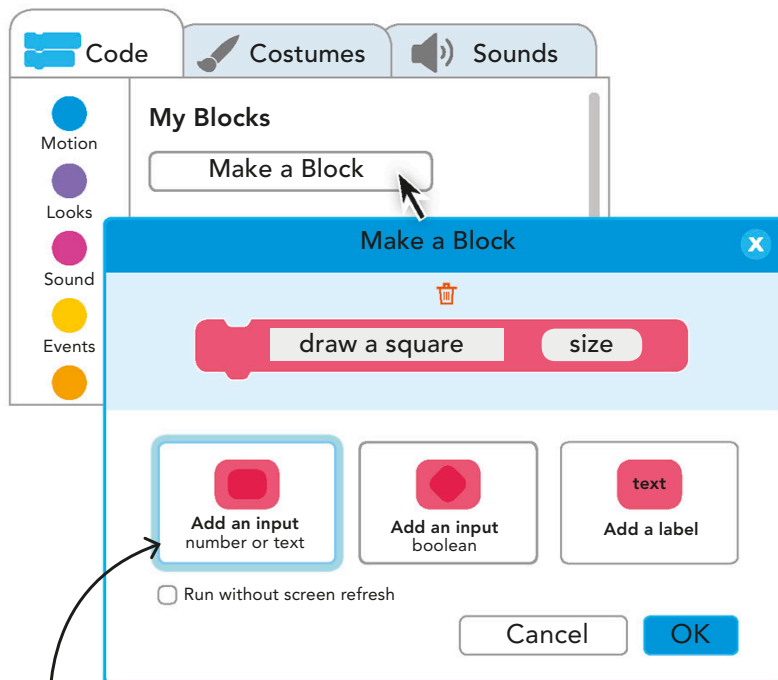 Code
Costumes
Sounds
My Blocks
Motion
Make a Block
Looks
Make a Block
X
Sound
Events
draw a square
size
text
Add an input
number or text
Add an input
boolean
Add a label
Run without screen refresh
Cancel
OK